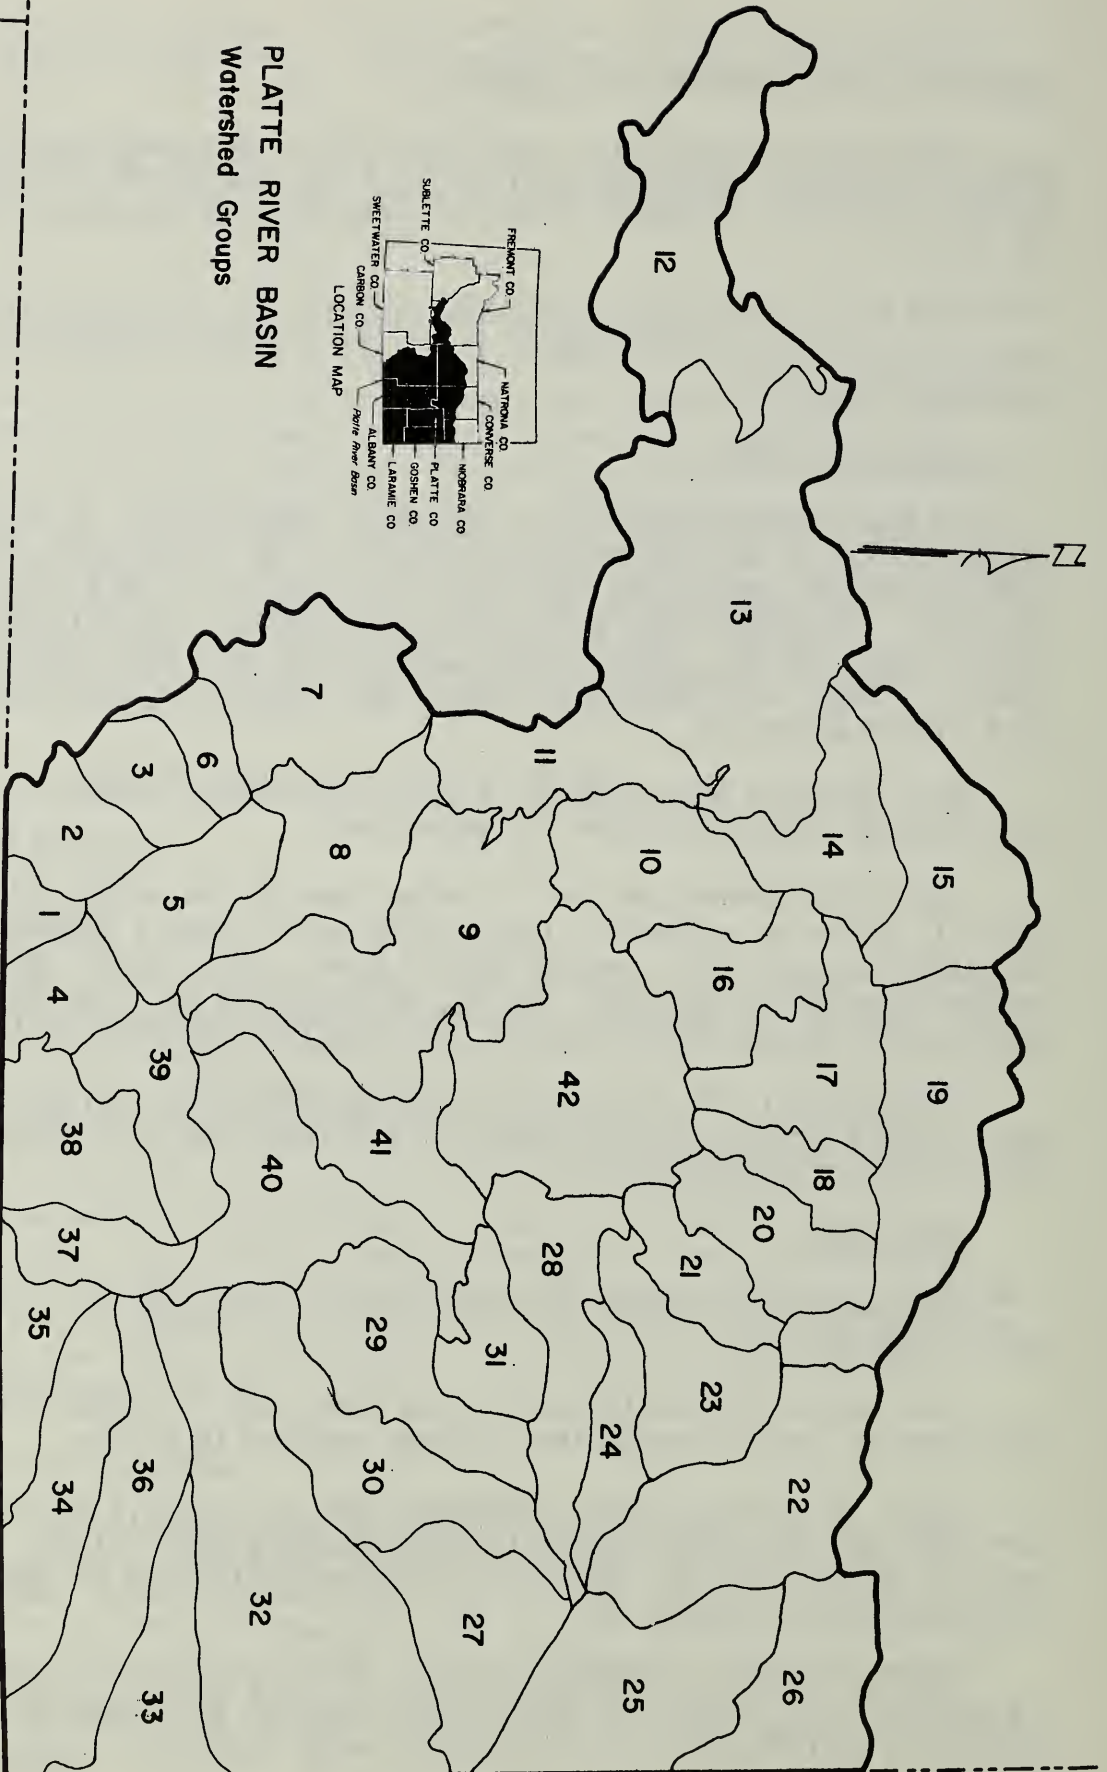 PLATTE RIVER BASIN
Watershed Groups
N
FREMONT CO.
SUBLETTE CO.
SWEETWATER CO.
CARBON CO.
NATRONA CO.
CONVERSE CO.
NIOBRARA CO
PLATTE CO
GOSHEN CO.
LARAMIE CO
ALBANY CO.
Platte River Basin
LOCATION MAP
12
13
15
14
19
11
10
16
17
18
20
21
22
26
7
6
3
2
1
5
4
8
9
42
41
28
31
24
23
25
39
38
37
35
40
29
30
27
36
34
32
33